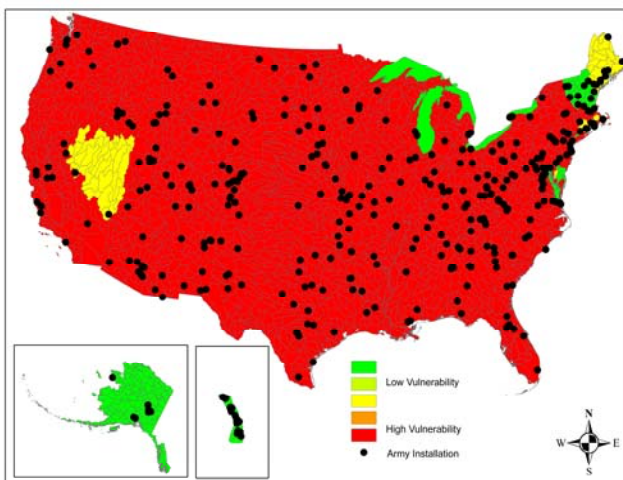 Low Vulnerability
High Vulnerability
Army Installation
N
W E
S